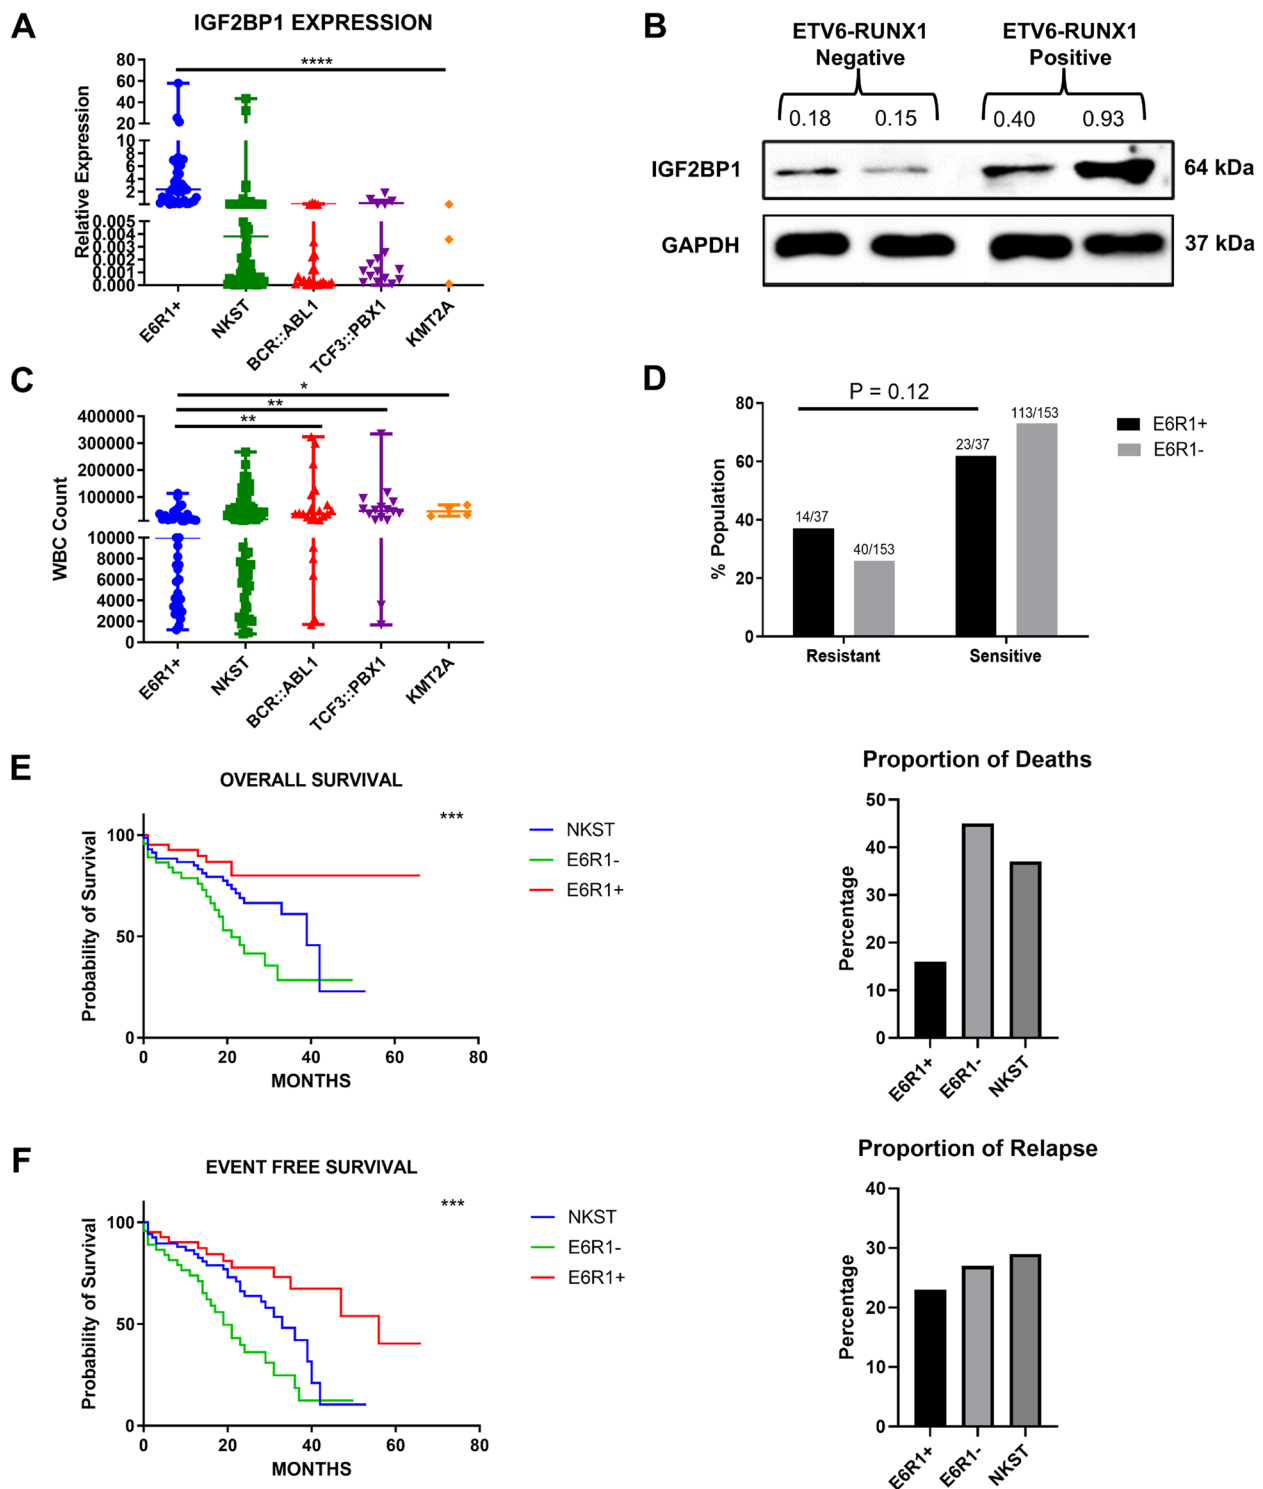 A
IGF2BP1 EXPRESSION
Relative Expression
80
60
40
20
10
8
6
4
2
0.005
0.004
0.003
0.002
0.001
0.000
****
E6R1+
NKST
BCR::ABL1
TCF3::PBX1
KMT2A
B
ETV6-RUNX1
Negative
ETV6-RUNX1
Positive
0.18 0.15 0.40 0.93
IGF2BP1 64 kDa
GAPDH 37 kDa
C
*
**
**
WBC Count
400000
300000
200000
100000
10000
8000
6000
4000
2000
0
E6R1+
NKST
BCR::ABL1
TCF3::PBX1
KMT2A
D
P = 0.12
% Population
80
60
40
20
0
14/37
40/153
23/37
113/153
Resistant Sensitive
E6R1+
E6R1-
E
OVERALL SURVIVAL
***
Probability of Survival
100
50
0
0 20 40 60 80
MONTHS
NKST
E6R1-
E6R1+
Proportion of Deaths
Percentage
50
40
30
20
10
0
E6R1+
E6R1-
NKST
F
EVENT FREE SURVIVAL
***
Probability of Survival
100
50
0
0 20 40 60 80
MONTHS
NKST
E6R1-
E6R1+
Proportion of Relapse
Percentage
40
30
20
10
0
E6R1+
E6R1-
NKST